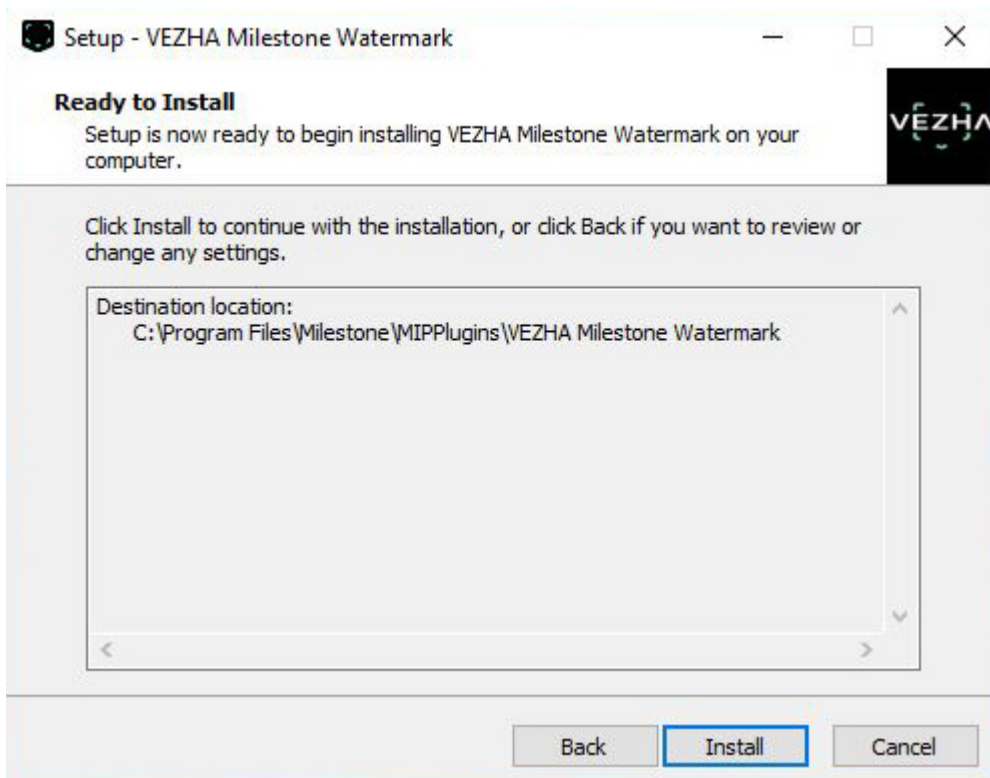 Setup - VEZHA Milestone Watermark
Ready to Install
Setup is now ready to begin installing VEZHA Milestone Watermark on your
computer.
VEZHA
Click Install to continue with the installation, or click Back if you want to review or
change any settings.
Destination location:
C:\Program Files\Milestone\MIPPlugins\VEZHA Milestone Watermark
Back
Install
Cancel